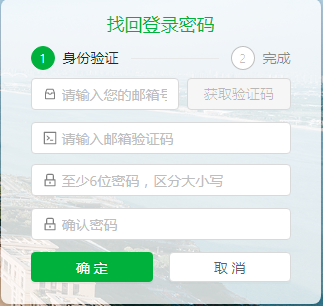 找回登录密码
1 身份验证 2 完成
请输入您的邮箱号 获取验证码
请输入邮箱验证码
至少6位密码，区分大小写
确认密码
确 定 取 消